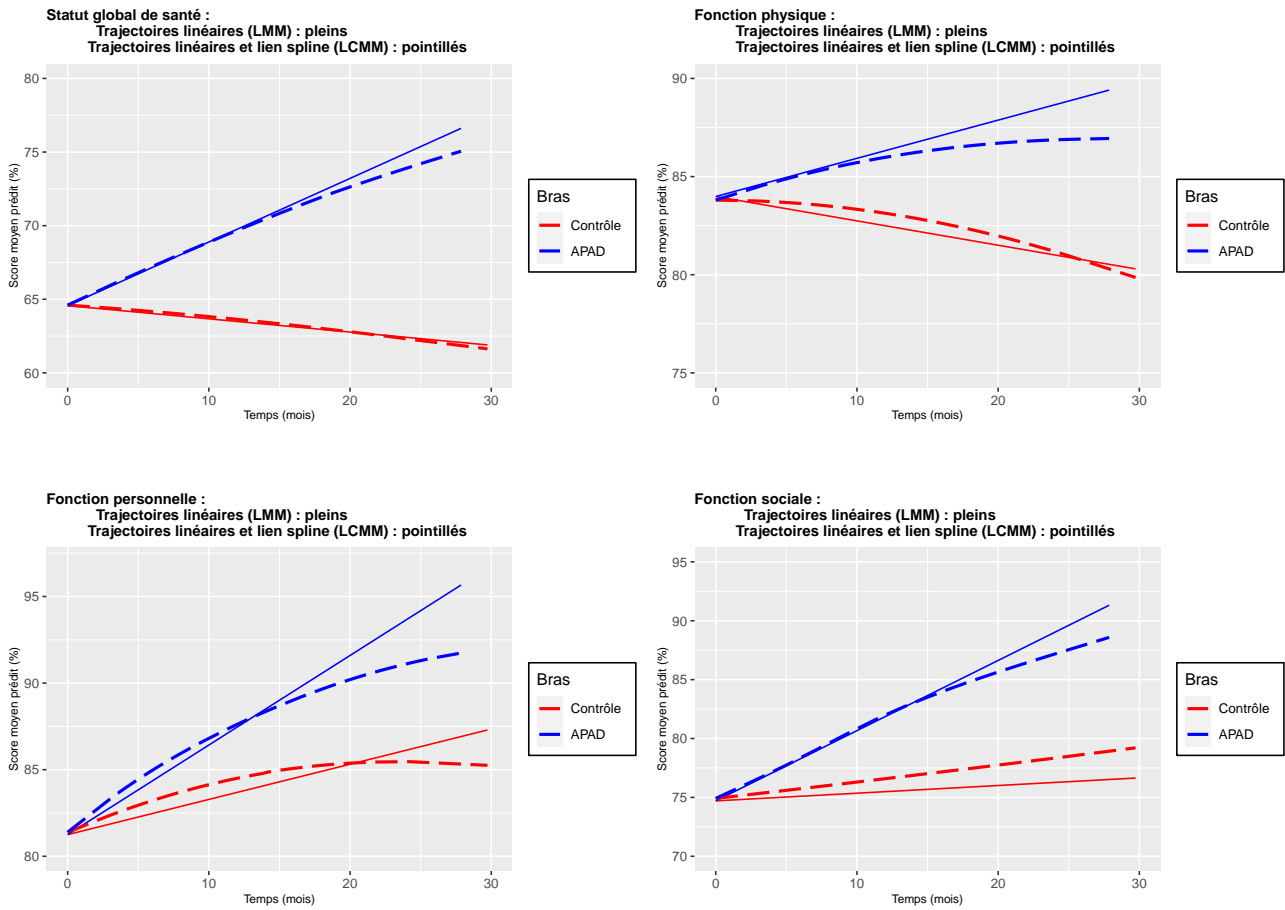 Statut global de santé :
Trajectoires linéaires (LMM) : pleins
Trajectoires linéaires et lien spline (LCMM) : pointillés
80
75
70
65
60
Score moyen prédit (%)
0
10
20
30
Temps (mois)
Bras
Contrôle
APAD
Fonction physique :
Trajectoires linéaires (LMM) : pleins
Trajectoires linéaires et lien spline (LCMM) : pointillés
90
85
80
75
Score moyen prédit (%)
0
10
20
30
Temps (mois)
Bras
Contrôle
APAD
Fonction personnelle :
Trajectoires linéaires (LMM) : pleins
Trajectoires linéaires et lien spline (LCMM) : pointillés
95
90
85
80
Score moyen prédit (%)
0
10
20
30
Temps (mois)
Bras
Contrôle
APAD
Fonction sociale :
Trajectoires linéaires (LMM) : pleins
Trajectoires linéaires et lien spline (LCMM) : pointillés
95
90
85
80
75
70
Score moyen prédit (%)
0
10
20
30
Temps (mois)
Bras
Contrôle
APAD